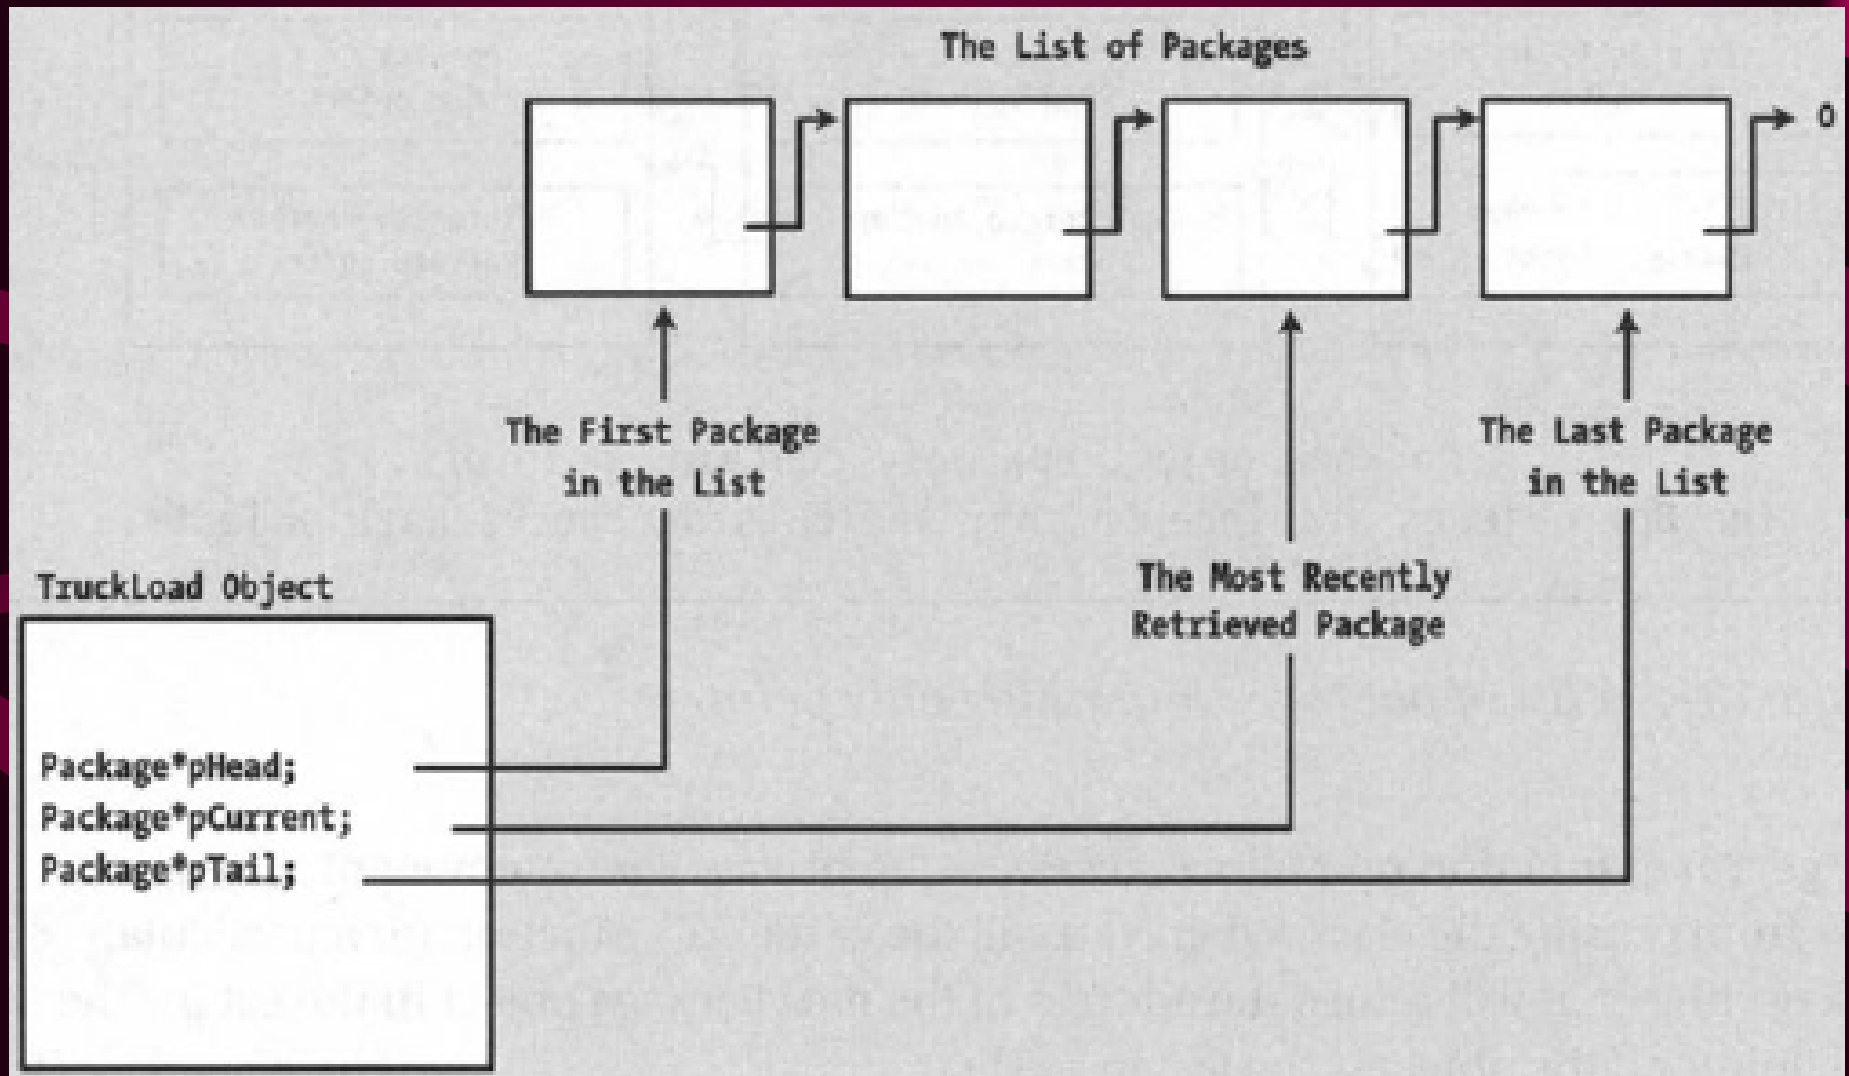 The List of Packages
0
The First Package
in the List
The Last Package
in the List
The Most Recently
Retrieved Package
TruckLoad Object
Package*pHead;
Package*pCurrent;
Package*pTail;